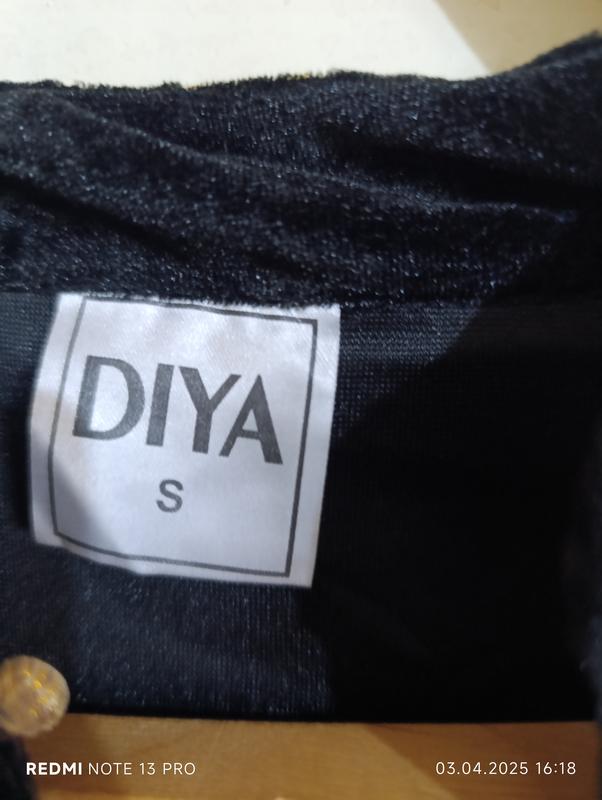 DIYA
S
REDMI NOTE 13 PRO
03.04.2025 16:18